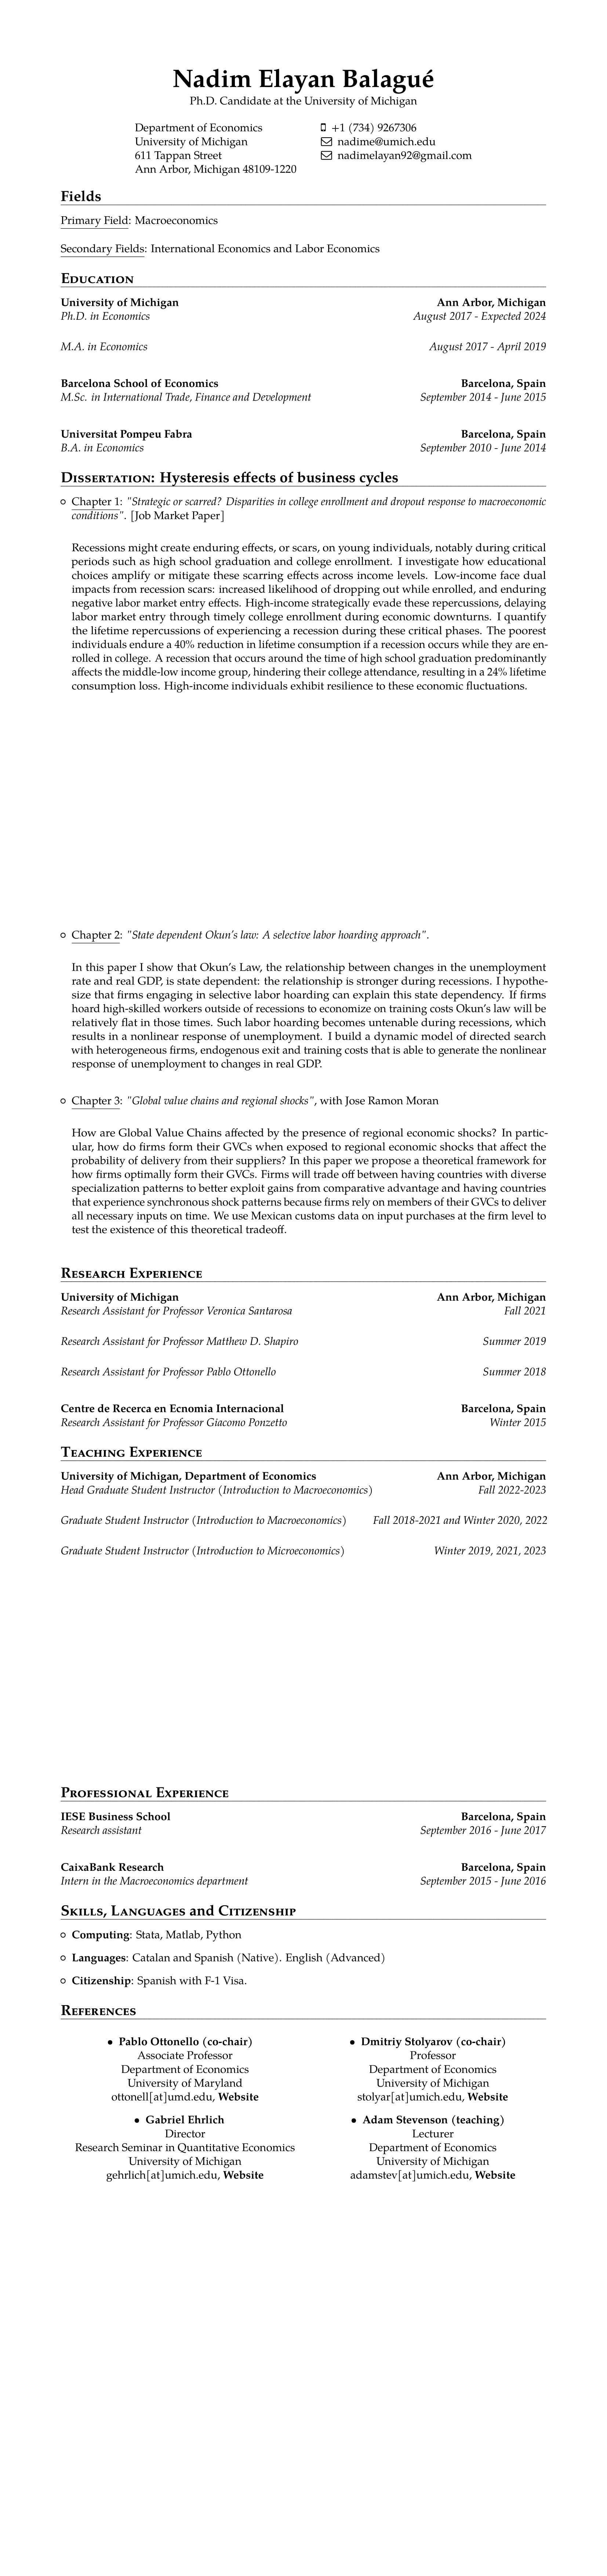 Nadim Elayan Balagué
Ph.D. Candidate at the University of Michigan
Department of Economics
University of Michigan
611 Tappan Street
Ann Arbor, Michigan 48109-1220
+1 (734) 9267306
nadime@umich.edu
nadimelayan92@gmail.com
Fields
Primary Field: Macroeconomics
Secondary Fields: International Economics and Labor Economics
Education
University of Michigan Ann Arbor, Michigan
Ph.D. in Economics August 2017 - Expected 2024
M.A. in Economics August 2017 - April 2019
Barcelona School of Economics Barcelona, Spain
M.Sc. in International Trade, Finance and Development September 2014 - June 2015
Universitat Pompeu Fabra Barcelona, Spain
B.A. in Economics September 2010 - June 2014
Dissertation: Hysteresis effects of business cycles
Chapter 1: "Strategic or scarred? Disparities in college enrollment and dropout response to macroeconomic
conditions". [Job Market Paper]
Recessions might create enduring effects, or scars, on young individuals, notably during critical
periods such as high school graduation and college enrollment. I investigate how educational
choices amplify or mitigate these scarring effects across income levels. Low-income face dual
impacts from recession scars: increased likelihood of dropping out while enrolled, and enduring
negative labor market entry effects. High-income strategically evade these repercussions, delaying
labor market entry through timely college enrollment during economic downturns. I quantify
the lifetime repercussions of experiencing a recession during these critical phases. The poorest
individuals endure a 40% reduction in lifetime consumption if a recession occurs while they are en-
rolled in college. A recession that occurs around the time of high school graduation predominantly
affects the middle-low income group, hindering their college attendance, resulting in a 24% lifetime
consumption loss. High-income individuals exhibit resilience to these economic fluctuations.
Chapter 2: "State dependent Okun's law: A selective labor hoarding approach".
In this paper I show that Okun's Law, the relationship between changes in the unemployment
rate and real GDP, is state dependent: the relationship is stronger during recessions. I hypothe-
size that firms engaging in selective labor hoarding can explain this state dependency. If firms
hoard high-skilled workers outside of recessions to economize on training costs Okun's law will be
relatively flat in those times. Such labor hoarding becomes untenable during recessions, which
results in a nonlinear response of unemployment. I build a dynamic model of directed search
with heterogeneous firms, endogenous exit and training costs that is able to generate the nonlinear
response of unemployment to changes in real GDP.
Chapter 3: "Global value chains and regional shocks", with Jose Ramon Moran
How are Global Value Chains affected by the presence of regional economic shocks? In partic-
ular, how do firms form their GVCs when exposed to regional economic shocks that affect the
probability of delivery from their suppliers? In this paper we propose a theoretical framework for
how firms optimally form their GVCs. Firms trade off between having countries with diverse
specialization patterns to better exploit gains from comparative advantage and having countries
that experience synchronous shock patterns because firms rely on members of their GVCs to deliver
all necessary inputs on time. We use Mexican customs data on input purchases at the firm level to
test the existence of this theoretical tradeoff.
Research Experience
University of Michigan Ann Arbor, Michigan
Research Assistant for Professor Veronica Santarosa Fall 2021
Research Assistant for Professor Matthew D. Shapiro Summer 2019
Research Assistant for Professor Pablo Ottonello Summer 2018
Centre de Recerca en Ecnomia Internacional Barcelona, Spain
Research Assistant for Professor Giacomo Ponzetto Winter 2015
Teaching Experience
University of Michigan, Department of Economics Ann Arbor, Michigan
Head Graduate Student Instructor (Introduction to Macroeconomics) Fall 2022-2023
Graduate Student Instructor (Introduction to Macroeconomics) Fall 2018-2021 and Winter 2020, 2022
Graduate Student Instructor (Introduction to Microeconomics) Winter 2019, 2021, 2023
Professional Experience
IESE Business School Barcelona, Spain
Research assistant September 2016 - June 2017
CaixaBank Research Barcelona, Spain
Intern in the Macroeconomics department September 2015 - June 2016
Skills, Languages and Citizenship
Computing: Stata, Matlab, Python
Languages: Catalan and Spanish (Native). English (Advanced)
Citizenship: Spanish with F-1 Visa.
References
• Pablo Ottonello (co-chair)
Associate Professor
Department of Economics
University of Maryland
ottonell[at]umd.edu, Website
• Dmitriy Stolyarov (co-chair)
Professor
Department of Economics
University of Michigan
stolyar[at]umich.edu, Website
• Gabriel Ehrlich
Director
Research Seminar in Quantitative Economics
University of Michigan
gehrlich[at]umich.edu, Website
• Adam Stevenson (teaching)
Lecturer
Department of Economics
University of Michigan
adamstev[at]umich.edu, Website